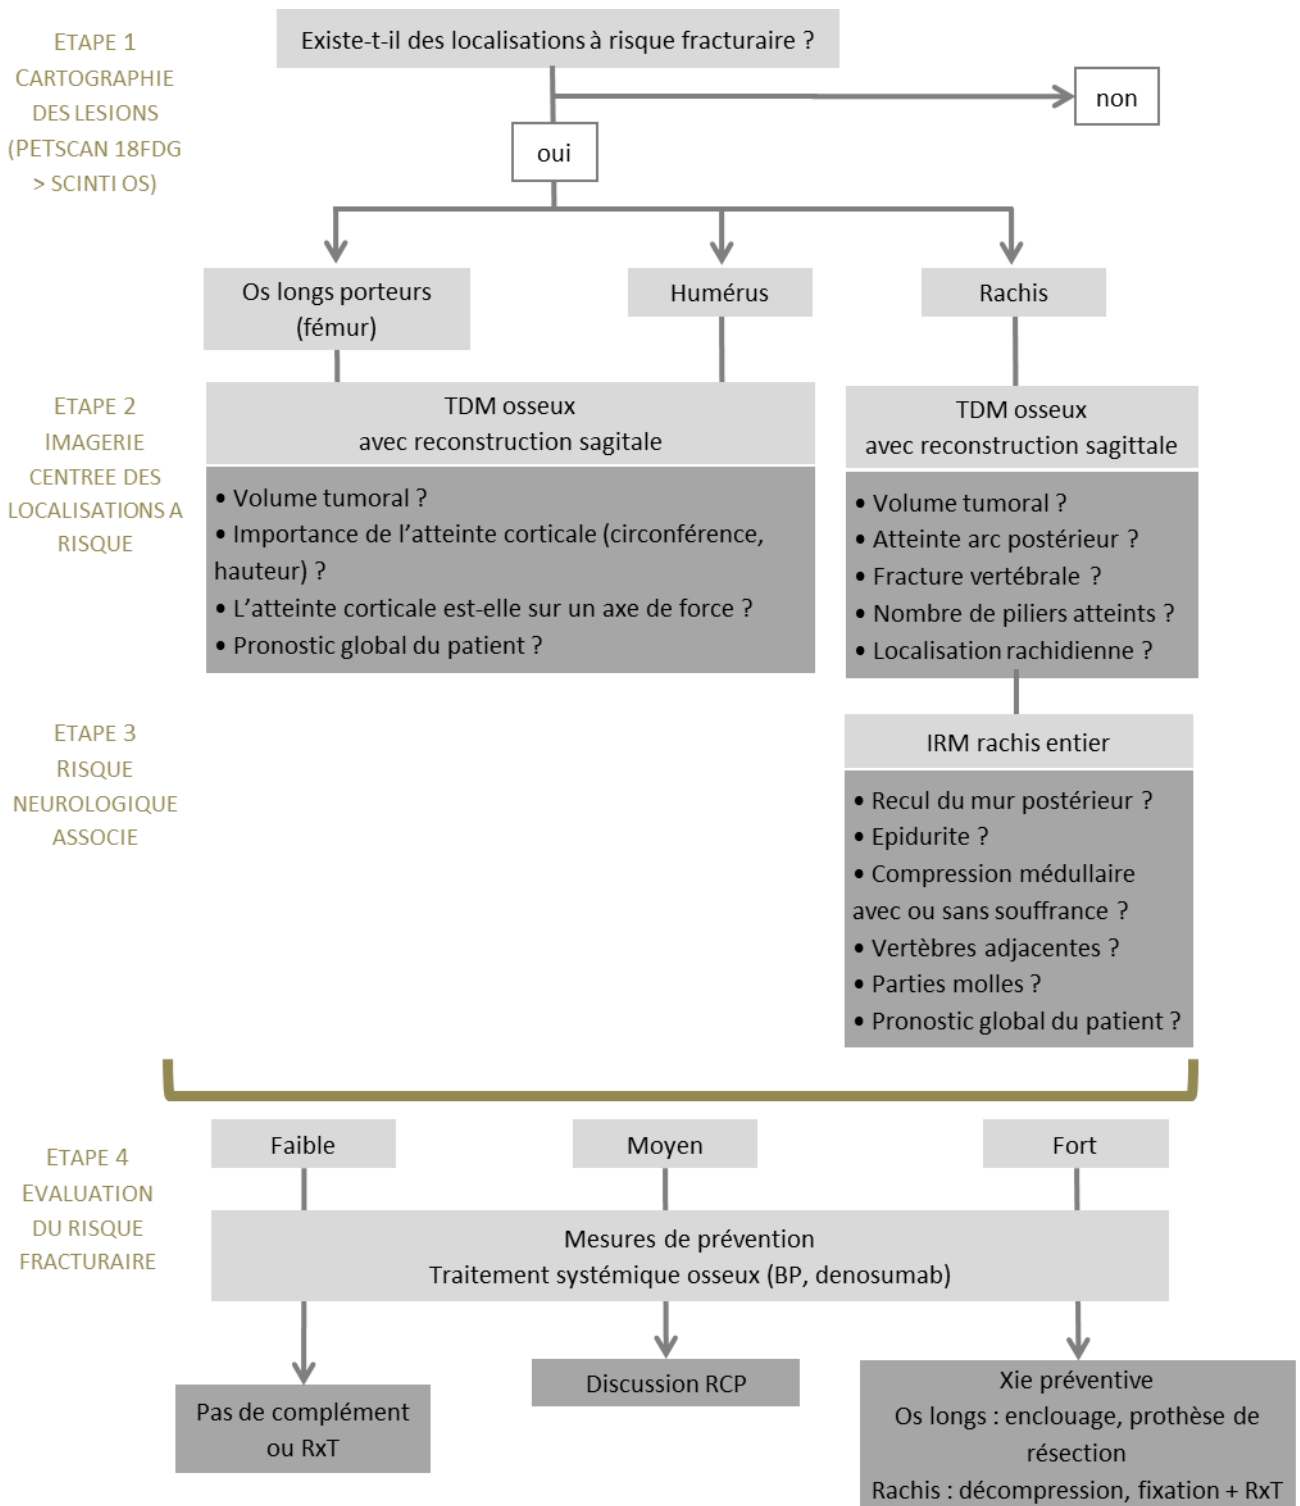 ETAPE 1
CARTOGRAPHIE
DES LESIONS
(PETSCAN 18FDG
> SCINTI OS)
Existe-t-il des localisations à risque fracturaire ?
non
oui
Os longs porteurs
(fémur)
Humérus
Rachis
ETAPE 2
IMAGERIE
CENTREE DES
LOCALISATIONS A
RISQUE
TDM osseux
avec reconstruction sagitale
• Volume tumoral ?
• Importance de l’atteinte corticale (circonférence,
hauteur) ?
• L’atteinte corticale est-elle sur un axe de force ?
• Pronostic global du patient ?
TDM osseux
avec reconstruction sagittale
• Volume tumoral ?
• Atteinte arc postérieur ?
• Fracture vertébrale ?
• Nombre de piliers atteints ?
• Localisation rachidienne ?
ETAPE 3
RISQUE
NEUROLOGIQUE
ASSOCIE
IRM rachis entier
• Recul du mur postérieur ?
• Epidurite ?
• Compression médullaire
avec ou sans souffrance ?
• Vertèbres adjacentes ?
• Parties molles ?
• Pronostic global du patient ?
ETAPE 4
EVALUATION
DU RISQUE
FRACTURAIRE
Faible
Moyen
Fort
Mesures de prévention
Traitement systémique osseux (BP, denosumab)
Pas de complément
ou RxT
Discussion RCP
Xie préventive
Os longs : enclouage, prothèse de
résection
Rachis : décompression, fixation + RxT